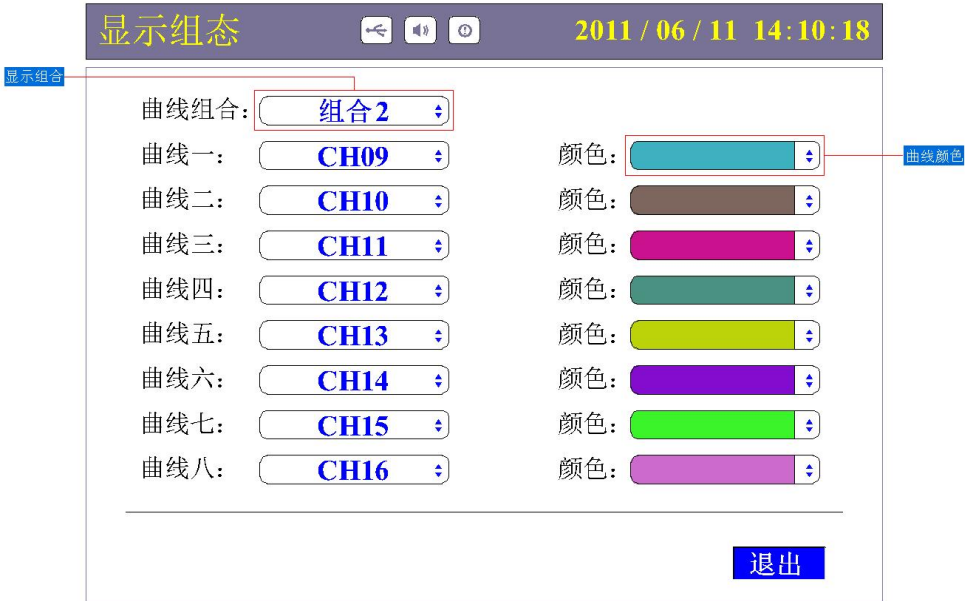 显示组态 2011 / 06 / 11 14:10:18
显示组合
曲线组合: 组合2
曲线一: CH09 颜色:
曲线颜色
曲线二: CH10 颜色:
曲线三: CH11 颜色:
曲线四: CH12 颜色:
曲线五: CH13 颜色:
曲线六: CH14 颜色:
曲线七: CH15 颜色:
曲线八: CH16 颜色:
退出